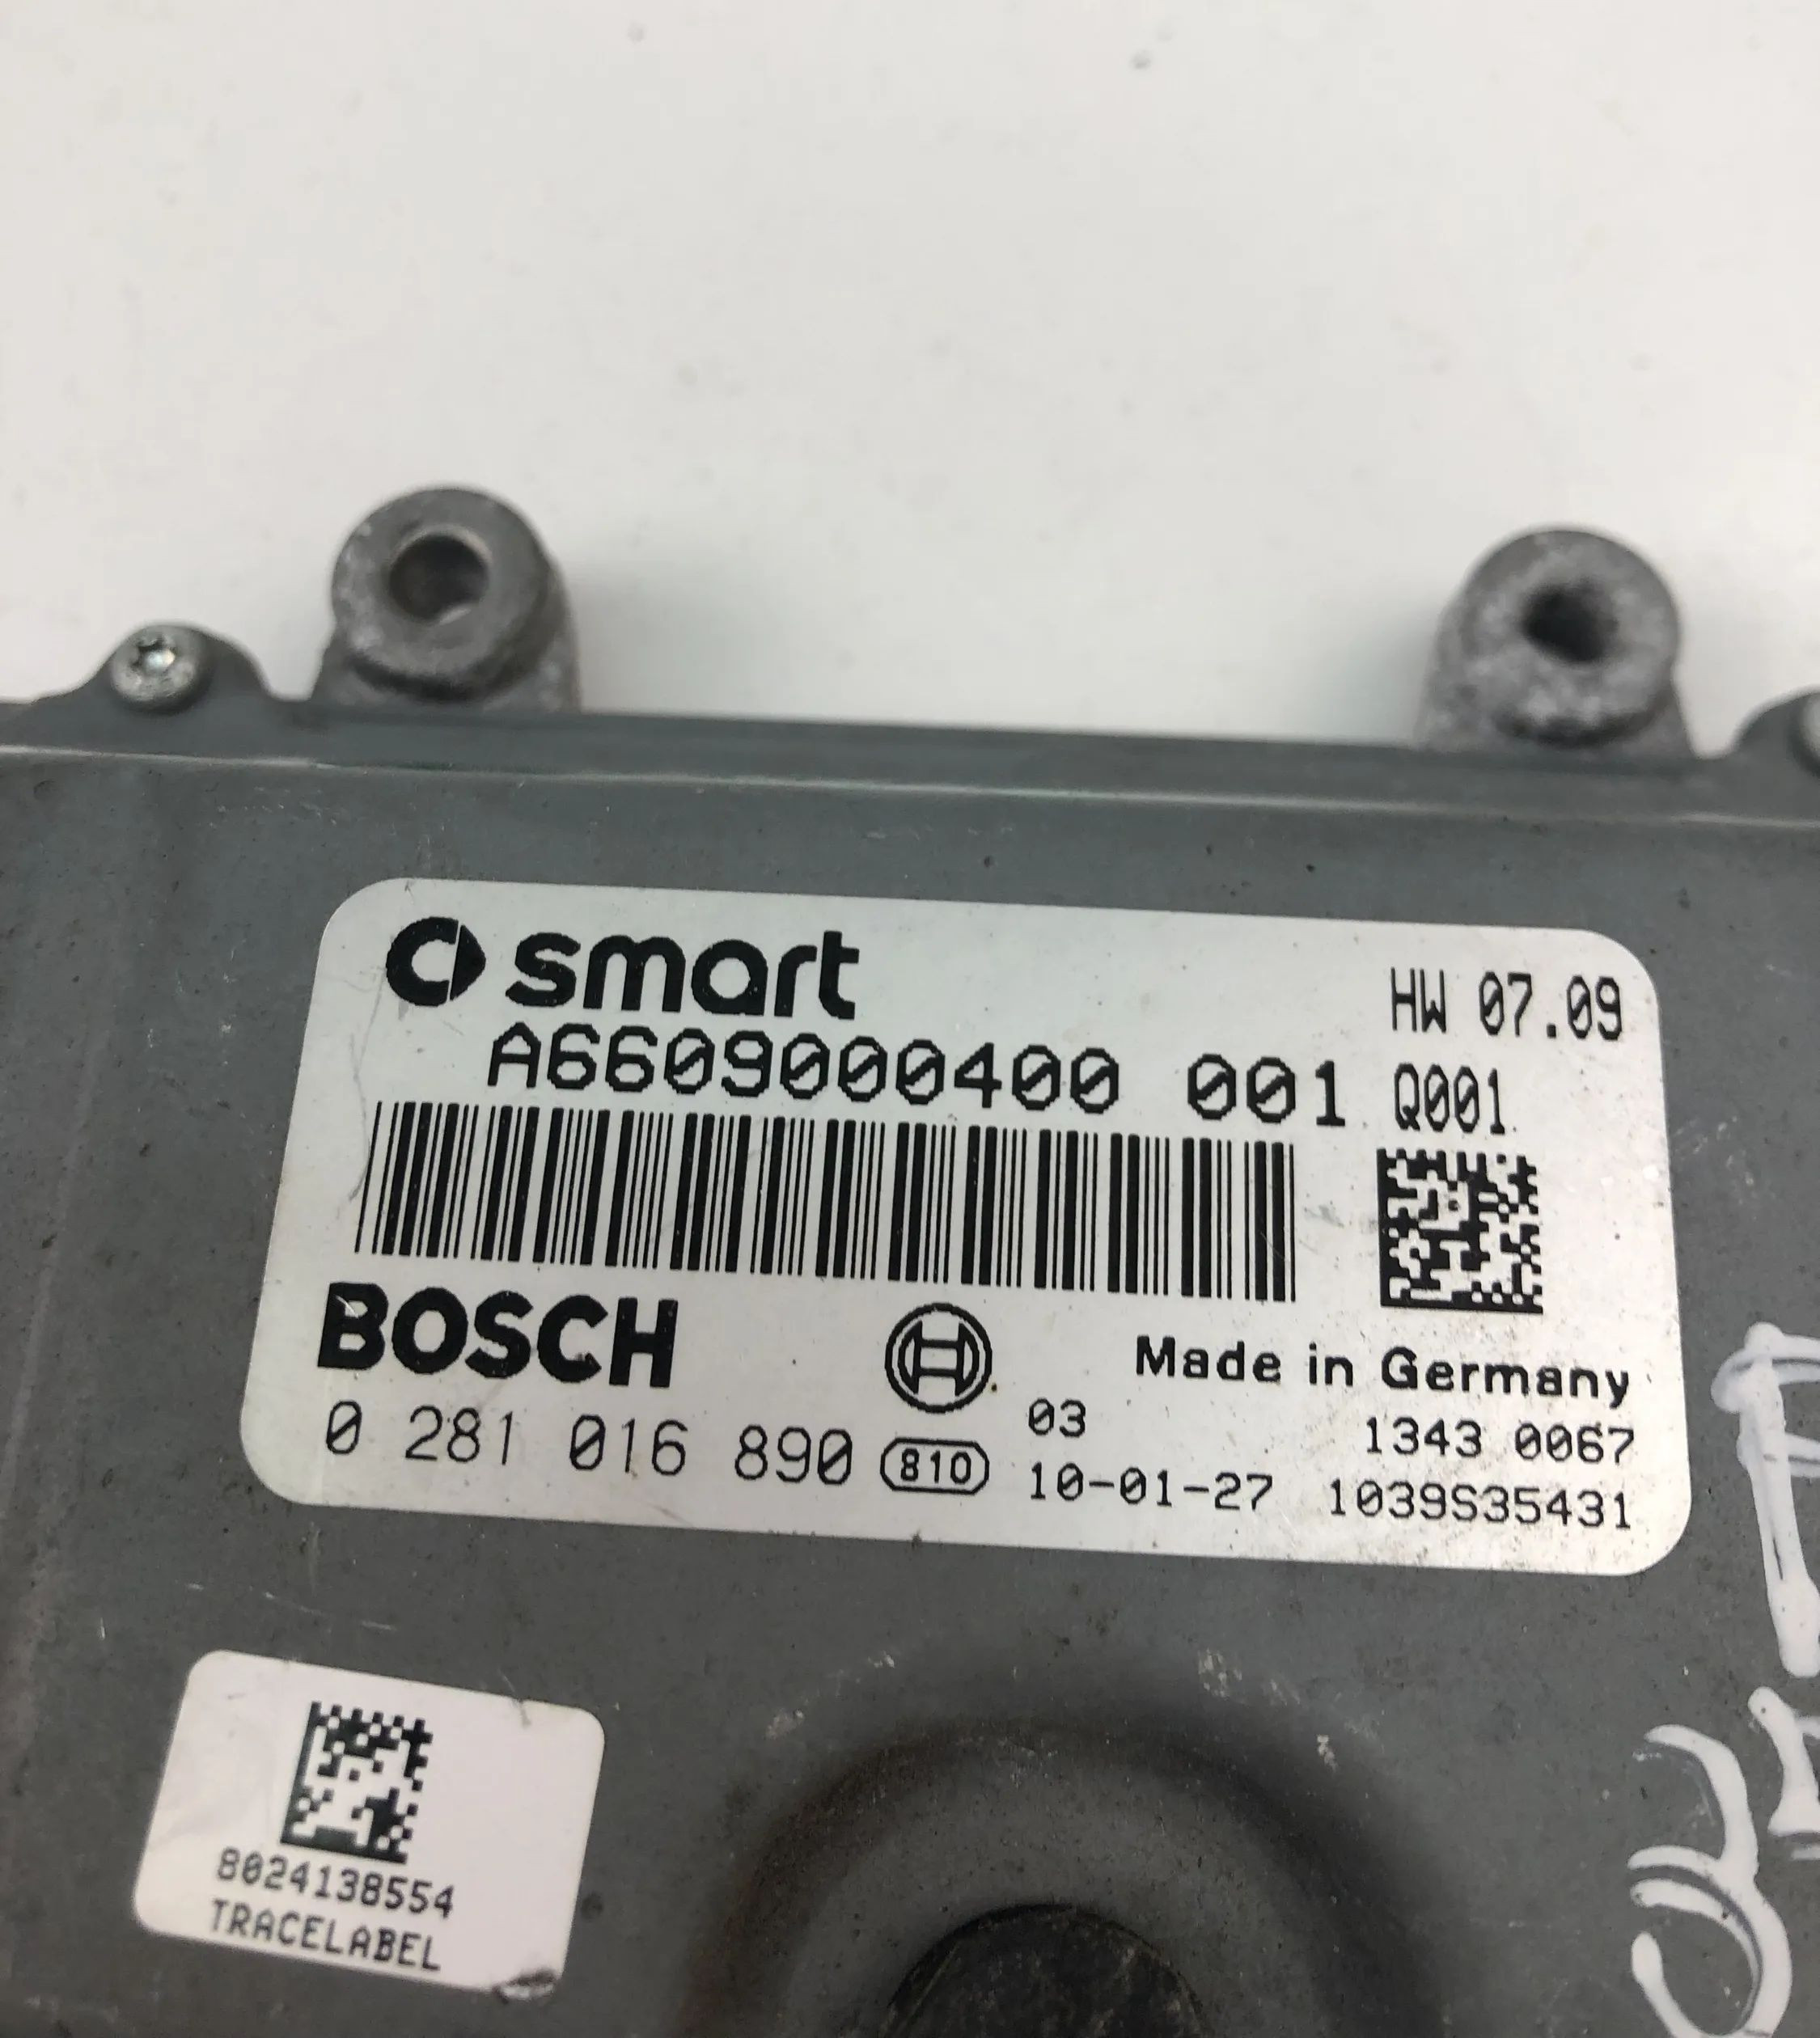 smart
HW 07.09
A6609000400 001 Q001
BOSCH
Made in Germany
0 281 016 890 810
03
1343 0067
10-01-27 1039S35431
8024138554
TRACELABEL